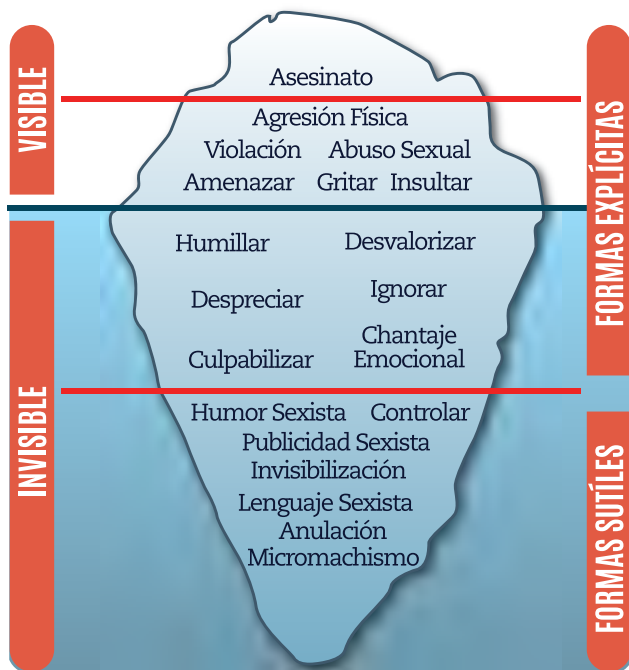 VISIBLE
Asesinato
Agresión Física
Violación Abuso Sexual
Amenazar Gritar Insultar
FORMAS EXPLÍCITAS
INVISIBLE
Humillar Desvalorizar
Despreciar Ignorar
Culpabilizar Chantaje
Emocional
Humor Sexista Controlar
Publicidad Sexista
Invisibilización
Lenguaje Sexista
Anulación
Micromachismo
FORMAS SUTÍLES